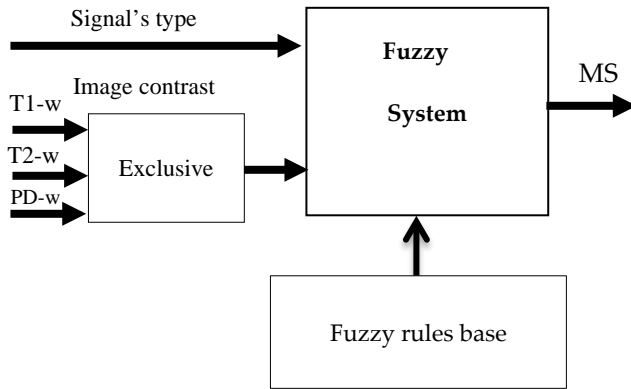 Signal’s type
Fuzzy
System
MS
Image contrast
T1-w
T2-w
PD-w
Exclusive
Fuzzy rules base